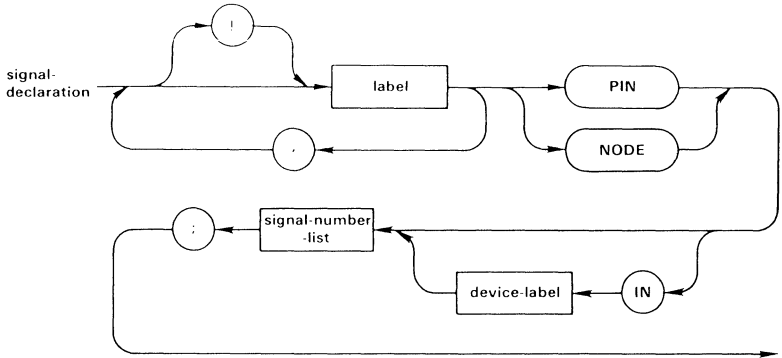 !
signal-
declaration
label
PIN
,
NODE
signal-number
-list
;
device-label
IN